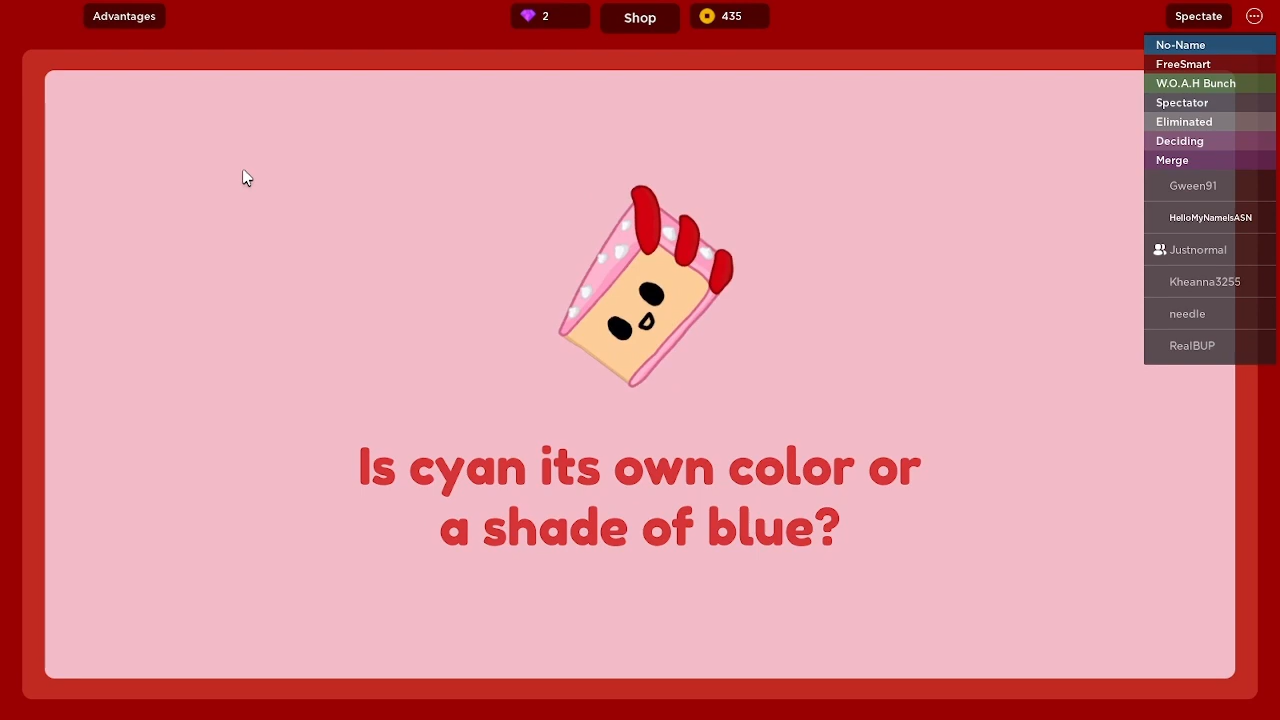 Advantages
2
Shop
435
Spectate
No-Name
FreeSmart
W.O.A.H Bunch
Spectator
Eliminated
Deciding
Merge
Gween91
HelloMyNameIsASN
Justnormal
Kheanna3255
needle
RealBUP
Is cyan its own color or
a shade of blue?